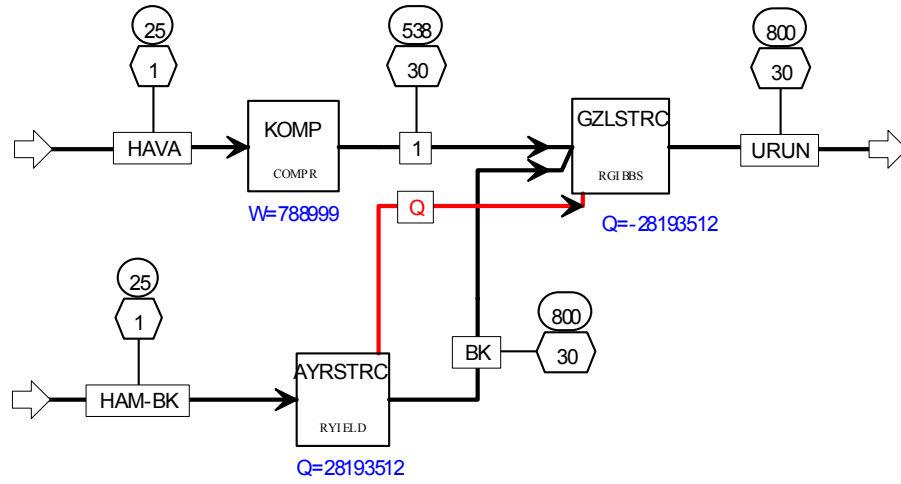 25
1
538
30
800
30
HAVA
KOMP
COMPR
1
GZLSTRC
RGIBBS
URUN
W=788999
Q
Q=-28193512
25
1
800
30
BK
HAM-BK
AYRSTRC
RYIELD
Q=28193512